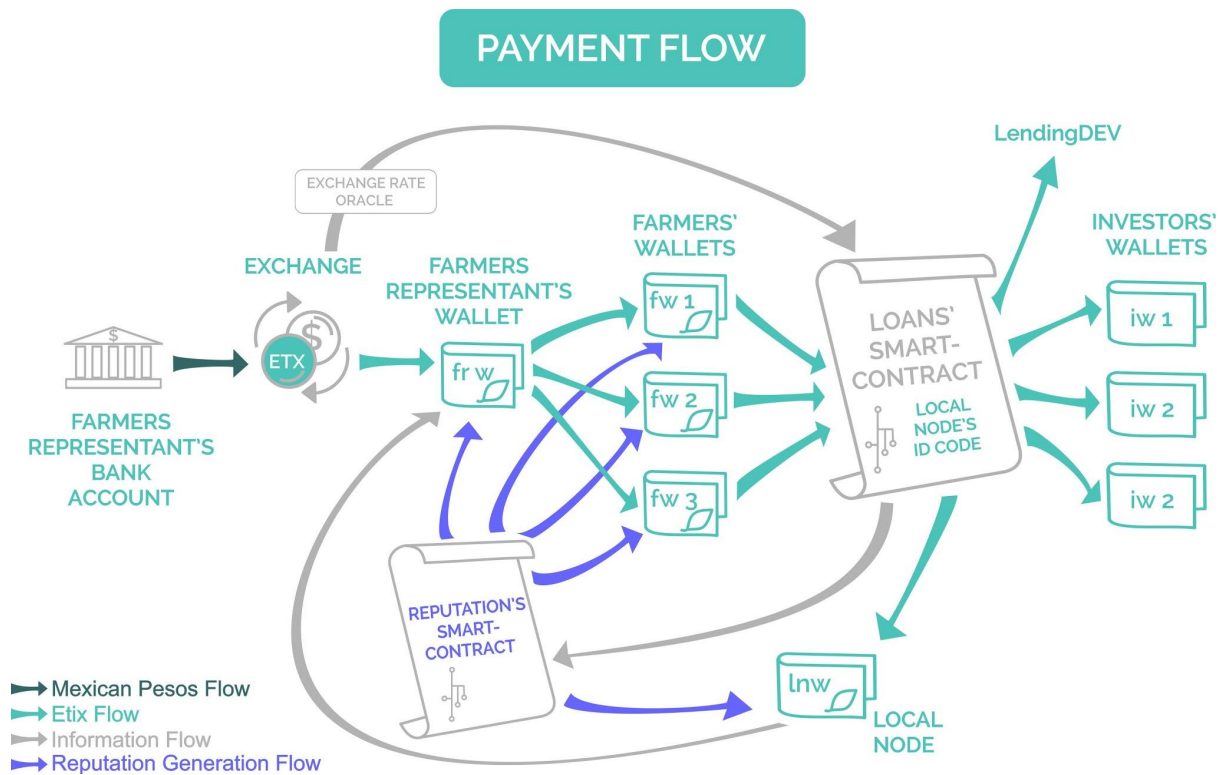 PAYMENT FLOW
LendingDEV
EXCHANGE RATE
ORACLE
EXCHANGE
FARMERS
REPRESENTANT'S
WALLET
FARMERS'
WALLETS
INVESTORS'
WALLETS
$
$
ETX
fr w
fw 1
fw 2
fw 3
LOANS'
SMART-
CONTRACT
LOCAL
NODE'S
ID CODE
iw 1
iw 2
iw 2
FARMERS
REPRESENTANT'S
BANK
ACCOUNT
REPUTATION'S
SMART-
CONTRACT
lnw
LOCAL
NODE
Mexican Pesos Flow
Etix Flow
Information Flow
Reputation Generation Flow